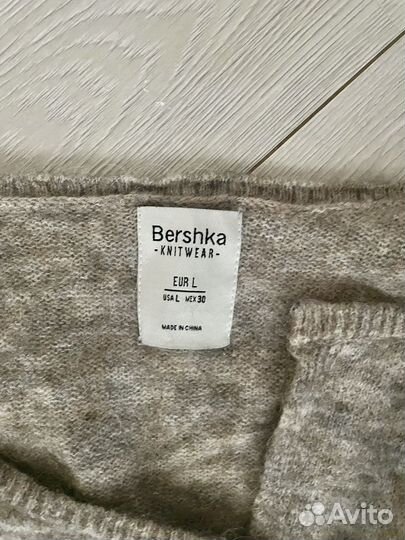 Bershka
-KNITWEAR-
EUR L
USA L MEX 30
MADE IN CHINA
Avito